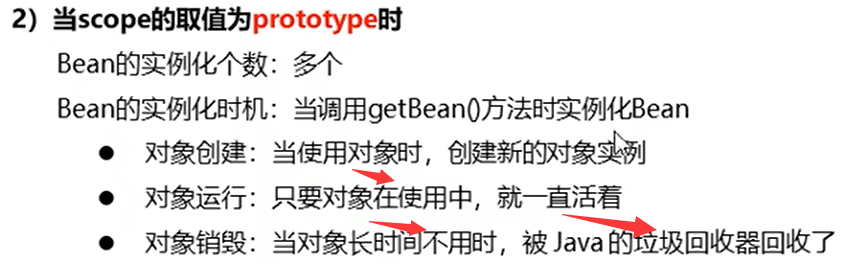 2）当scope的取值为prototype时
Bean的实例化个数：多个
Bean的实例化时机：当调用getBean()方法时实例化Bean
● 对象创建：当使用对象时，创建新的对象实例
● 对象运行：只要对象在使用中，就一直活着
● 对象销毁：当对象长时间不用时，被 Java 的垃圾回收器回收了